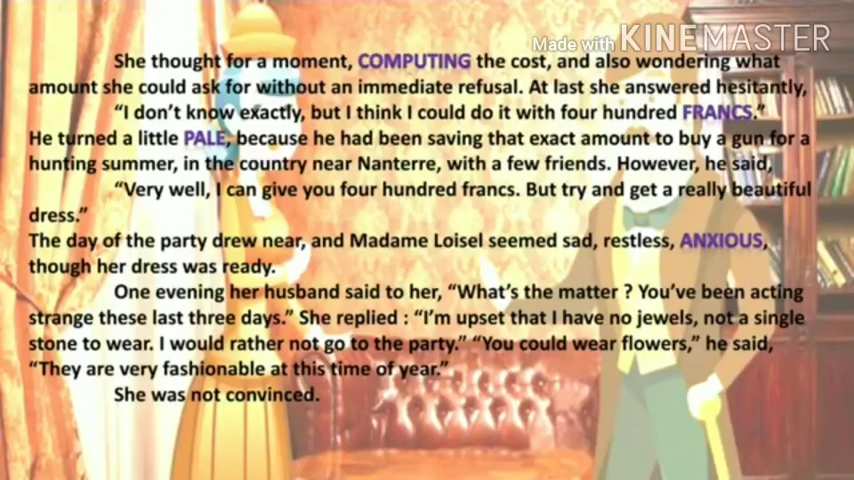 Made with KINEMASTER
She thought for a moment, COMPUTING the cost, and also wondering what
amount she could ask for without an immediate refusal. At last she answered hesitantly,
“I don’t know exactly, but I think I could do it with four hundred FRANCS.”
He turned a little PALE, because he had been saving that exact amount to buy a gun for a
hunting summer, in the country near Nanterre, with a few friends. However, he said,
“Very well, I can give you four hundred francs. But try and get a really beautiful
dress.”
The day of the party drew near, and Madame Loisel seemed sad, restless, ANXIOUS,
though her dress was ready.
One evening her husband said to her, “What’s the matter ? You’ve been acting
strange these last three days.” She replied : “I’m upset that I have no jewels, not a single
stone to wear. I would rather not go to the party.” “You could wear flowers,” he said,
“They are very fashionable at this time of year.”
She was not convinced.